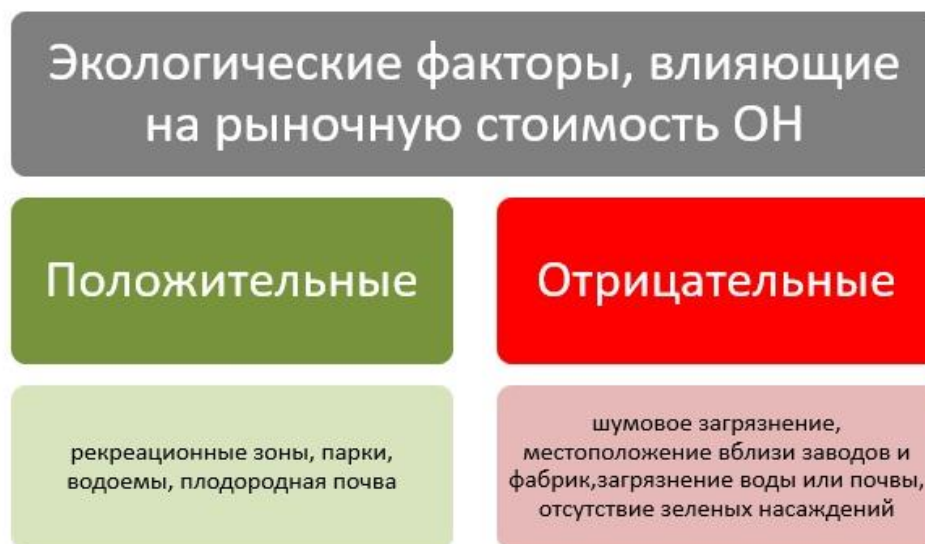 Экологические факторы, влияющие
на рыночную стоимость ОН
Положительные
Отрицательные
рекреационные зоны, парки,
водоемы, плодородная почва
шумовое загрязнение,
местоположение вблизи заводов и
фабрик,загрязнение воды или почвы,
отсутствие зеленых насаждений